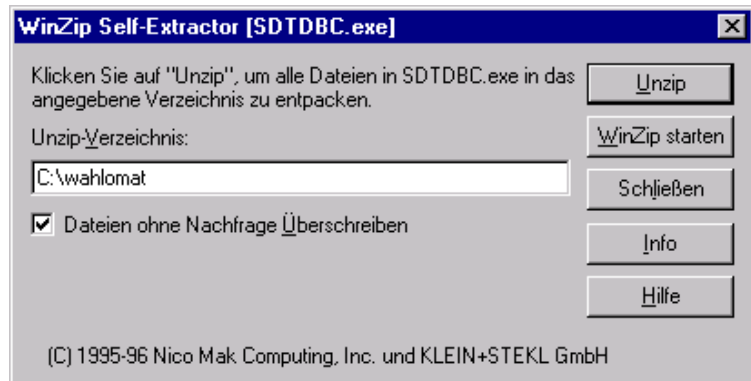 WinZip Self-Extractor [SDTDBC.exe]
Klicken Sie auf "Unzip", um alle Dateien in SDTDBC.exe in das
angegebene Verzeichnis zu entpacken.
Unzip
Unzip-Verzeichnis:
WinZip starten
C:\wahlomat
Schließen
Dateien ohne Nachfrage Überschreiben
Info
Hilfe
(C) 1995-96 Nico Mak Computing, Inc. und KLEIN+STEKL GmbH